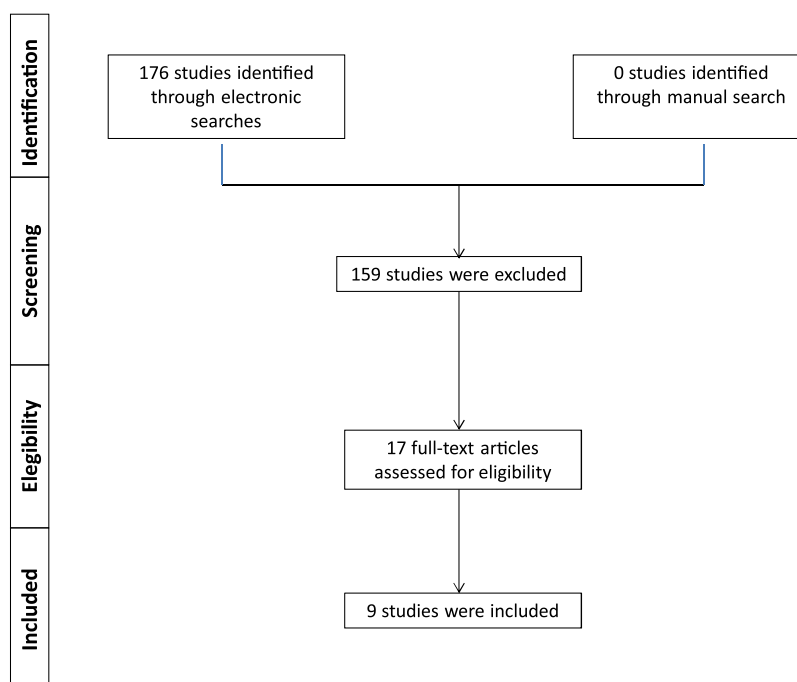 Identification
176 studies identified
through electronic
searches
0 studies identified
through manual search
Screening
159 studies were excluded
Elegibility
17 full-text articles
assessed for eligibility
Included
9 studies were included